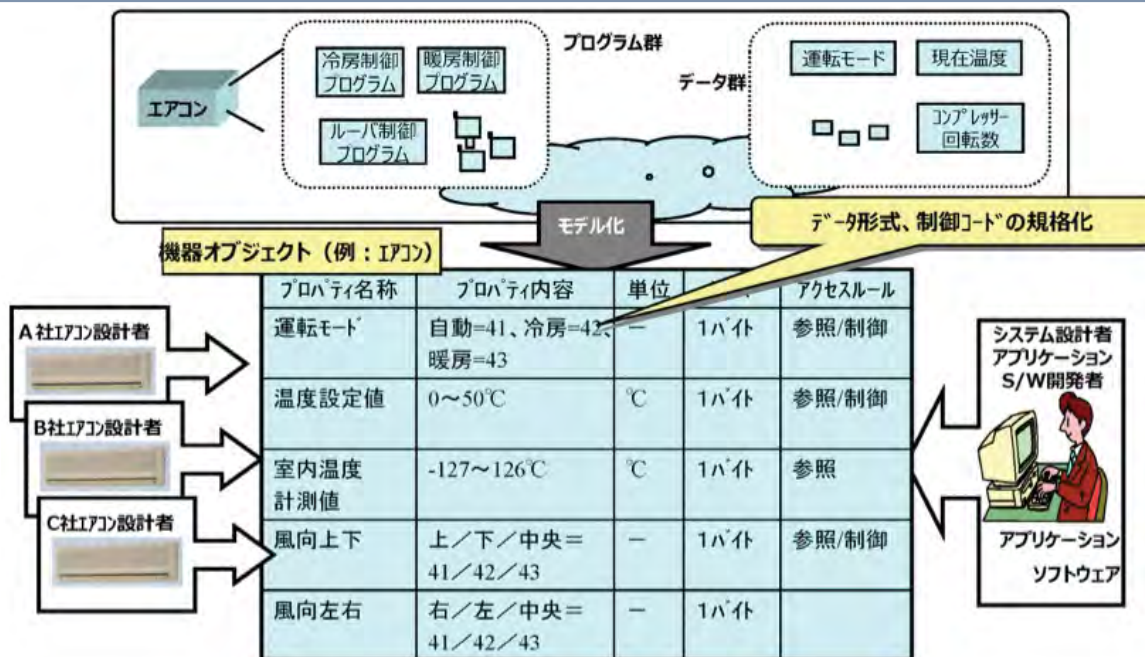 プログラム群
冷房制御
プログラム
暖房制御
プログラム
ルーバ制御
プログラム
エアコン
データ群
運転モード
現在温度
コンプレッサー
回転数
モデル化
データ形式、制御コードの規格化
機器オブジェクト（例：エアコン）
プロパティ名称 プロパティ内容 単位 アクセスルール
運転モード 自動=41、冷房=42、 － 1バイト 参照/制御
暖房=43
温度設定値 0～50℃ ℃ 1バイト 参照/制御
室内温度 -127～126℃ ℃ 1バイト 参照
計測値
風向上下 上／下／中央＝ － 1バイト 参照/制御
41／42／43
風向左右 右／左／中央＝ － 1バイト
41／42／43
A社エアコン設計者
B社エアコン設計者
C社エアコン設計者
システム設計者
アプリケーション
S/W開発者
アプリケーション
ソフトウェア